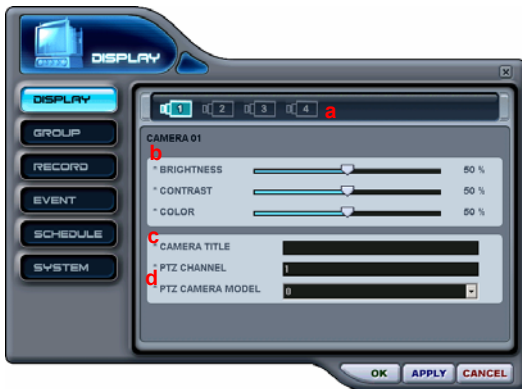 DISPLAY
DISPLAY
GROUP
RECORD
EVENT
SCHEDULE
SYSTEM
1 2 3 4 a
CAMERA 01
b
* BRIGHTNESS 50 %
* CONTRAST 50 %
* COLOR 50 %
c
* CAMERA TITLE
* PTZ CHANNEL 1
d
* PTZ CAMERA MODEL 0
OK APPLY CANCEL